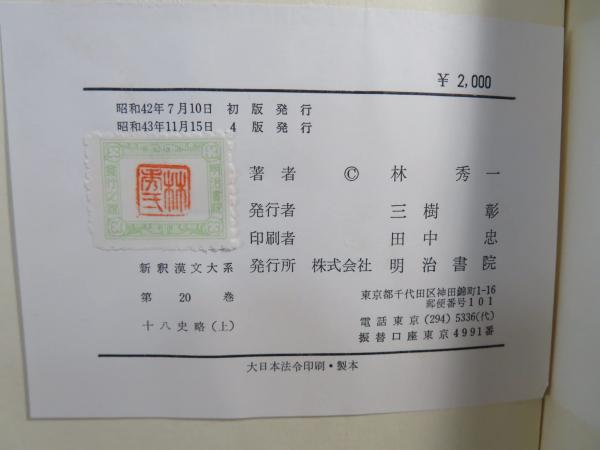 ¥ 2,000
昭和42年7月10日 初版発行
昭和43年11月15日 4版発行
著者 © 林秀一
発行者 三樹彰
印刷者 田中忠
新釈漢文大系 発行所 株式会社 明治書院
第20巻 東京都千代田区神田錦町1-16
郵便番号101
十八史略(上) 電話東京(294)5336(代)
振替口座東京4991番
大日本法令印刷・製本